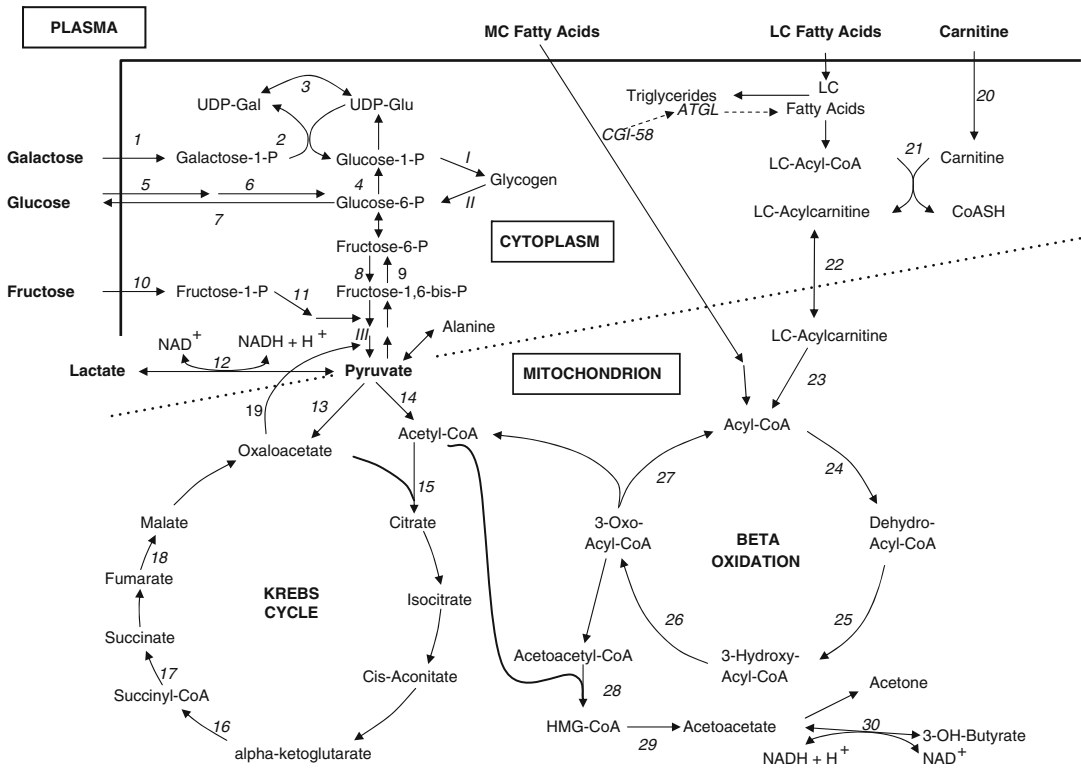 PLASMA
MC Fatty Acids
LC Fatty Acids
Carnitine
3
UDP-Gal
UDP-Glu
Triglycerides
LC
Fatty Acids
20
ATGL
CGI-58
1
2
Galactose
Galactose-1-P
Glucose-1-P
I
Glycogen
LC-Acyl-CoA
21
Carnitine
5
6
4
II
Glucose
Glucose-6-P
7
LC-Acylcarnitine
CoASH
CYTOPLASM
Fructose-6-P
8
9
22
10
Fructose
Fructose-1-P
11
Fructose-1,6-bis-P
III
Alanine
LC-Acylcarnitine
NAD+
NADH + H+
12
Lactate
Pyruvate
MITOCHONDRION
23
19
13
14
Acetyl-CoA
Acyl-CoA
Oxaloacetate
15
27
24
Malate
Citrate
3-Oxo-
Acyl-CoA
BETA
OXIDATION
Dehydro-
Acyl-CoA
18
Fumarate
KREBS
CYCLE
Isocitrate
26
25
Succinate
Acetoacetyl-CoA
3-Hydroxy-
Acyl-CoA
17
Cis-Aconitate
Succinyl-CoA
28
Acetone
16
HMG-CoA
Acetoacetate
30
3-OH-Butyrate
29
alpha-ketoglutarate
NADH + H+
NAD+